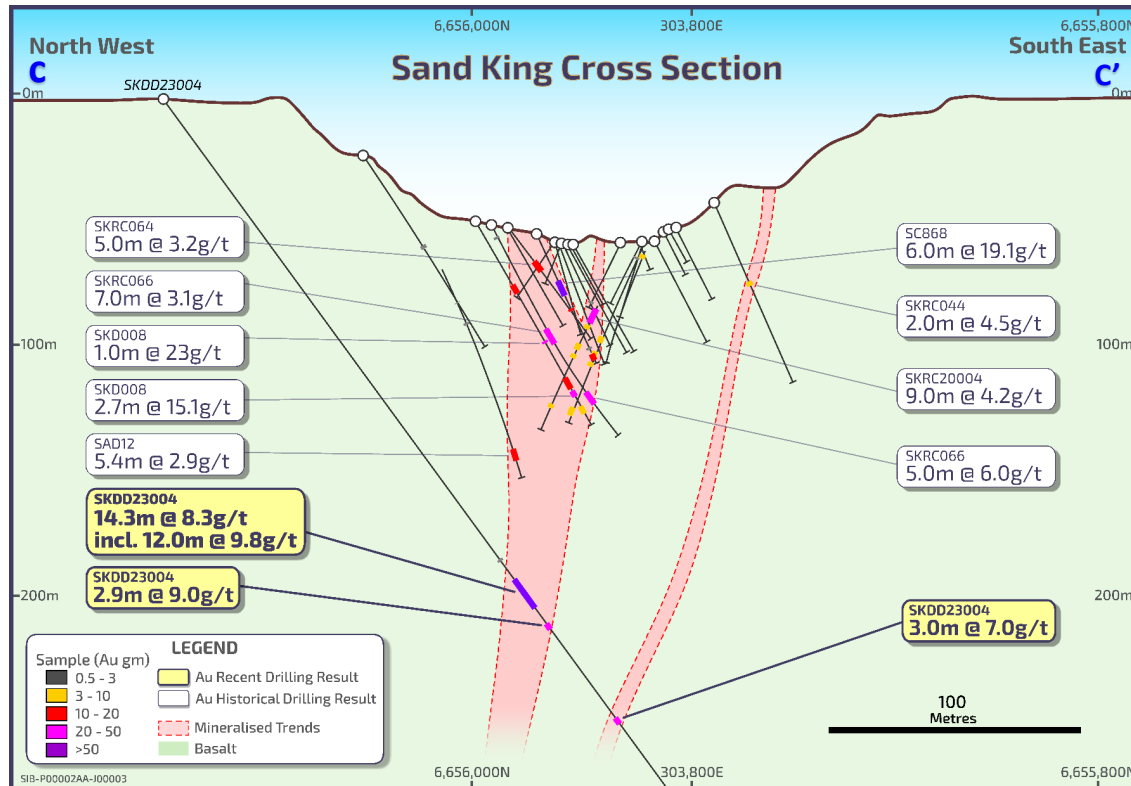 6,656,000N
303,800E
6,655,800N
North West
South East
Sand King Cross Section
C
C'
SKDD23004
0m
0m
SKRC064
5.0m @ 3.2g/t
SC868
6.0m @ 19.1g/t
SKRC066
7.0m @ 3.1g/t
SKRC044
2.0m @ 4.5g/t
SKD008
1.0m @ 23g/t
100m
100m
SKD008
2.7m @ 15.1g/t
SKRC20004
9.0m @ 4.2g/t
SAD12
5.4m @ 2.9g/t
SKRC066
5.0m @ 6.0g/t
SKDD23004
14.3m @ 8.3g/t
incl. 12.0m @ 9.8g/t
SKDD23004
2.9m @ 9.0g/t
200m
200m
SKDD23004
3.0m @ 7.0g/t
LEGEND
Sample (Au gm)
0.5 - 3
3 - 10
10 - 20
20 - 50
>50
Au Recent Drilling Result
Au Historical Drilling Result
Mineralised Trends
Basalt
100
Metres
SIB-P00002AA-J00003
6,656,000N
303,800E
6,655,800N